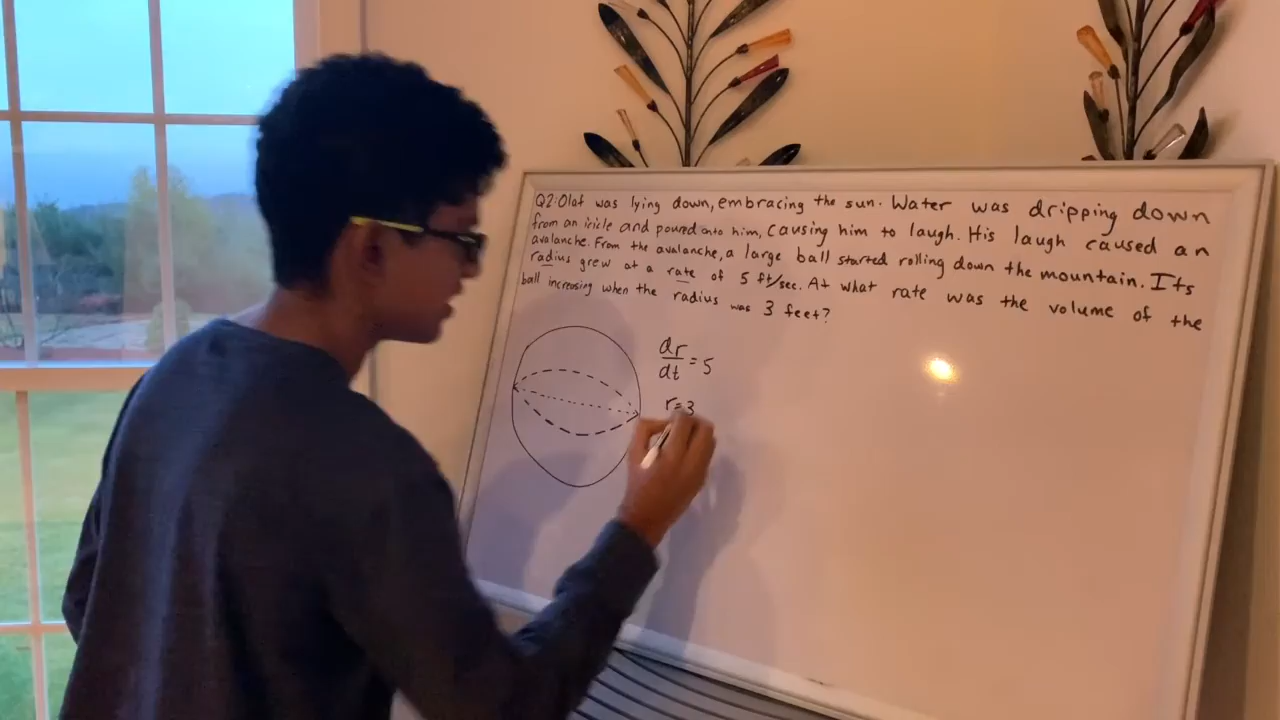 Q2: Olaf was lying down, embracing the sun. Water was dripping down
from an icicle and poured onto him, causing him to laugh. His laugh caused an
avalanche. From the avalanche, a large ball started rolling down the mountain. Its
radius grew at a rate of 5 ft/sec. At what rate was the volume of the
ball increasing when the radius was 3 feet?
dr/dt = 5
r=3